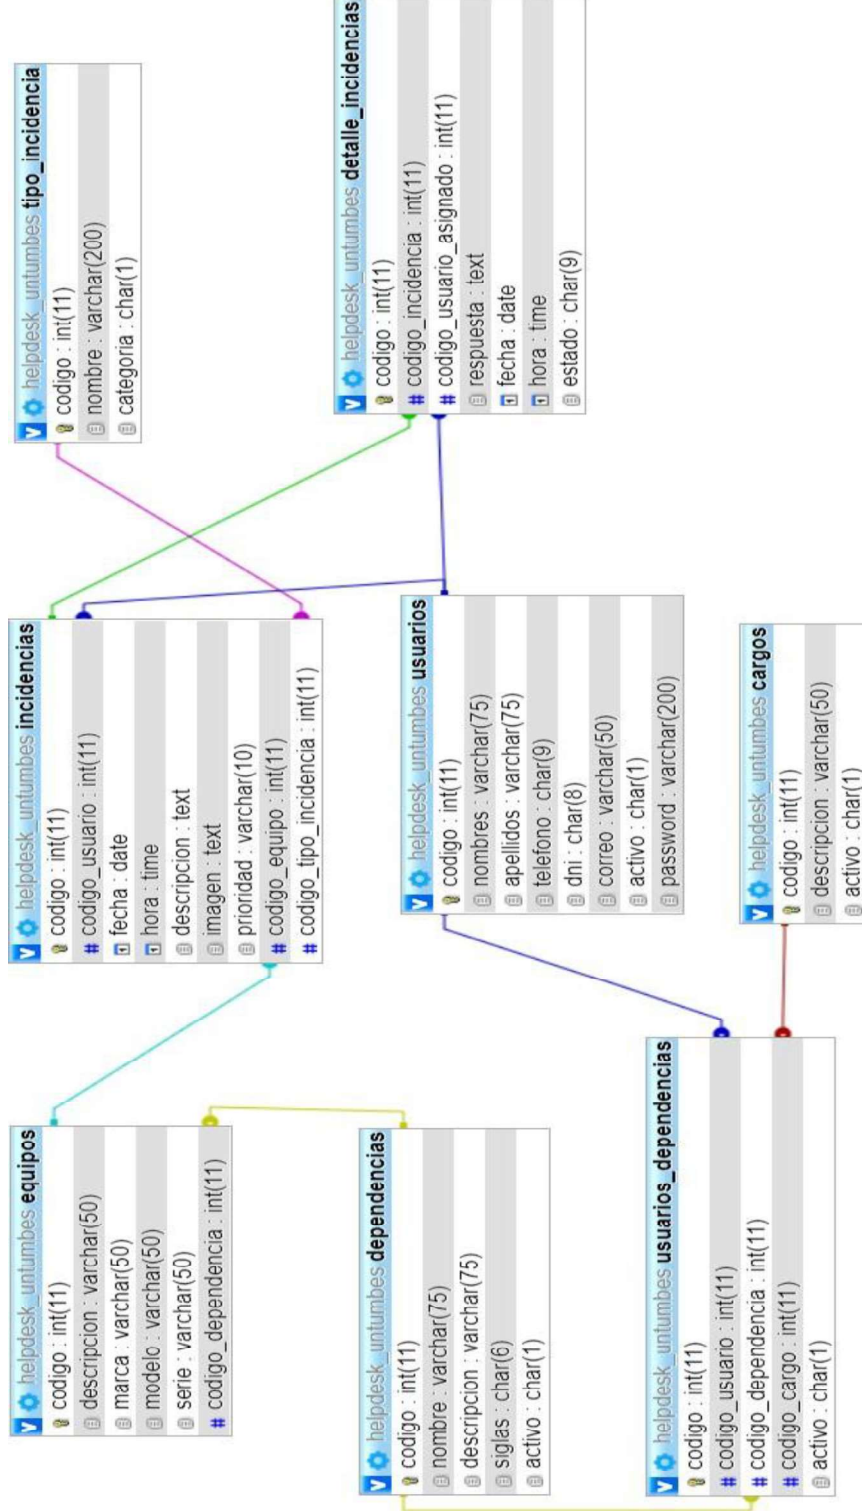 helpdesk_untumbes equipos
codigo : int(11)
descripcion : varchar(50)
marca : varchar(50)
modelo : varchar(50)
serie : varchar(50)
# codigo_dependencia : int(11)
helpdesk_untumbes incidencias
codigo : int(11)
# codigo_usuario : int(11)
fecha : date
hora : time
descripcion : text
imagen : text
prioridad : varchar(10)
# codigo_equipo : int(11)
# codigo_tipo_incidencia : int(11)
helpdesk_untumbes tipo_incidencia
codigo : int(11)
nombre : varchar(200)
categoria : char(1)
helpdesk_untumbes dependencias
codigo : int(11)
nombre : varchar(75)
descripcion : varchar(75)
siglas : char(6)
activo : char(1)
helpdesk_untumbes usuarios
codigo : int(11)
nombres : varchar(75)
apellidos : varchar(75)
telefono : char(9)
dni : char(8)
correo : varchar(50)
activo : char(1)
password : varchar(200)
helpdesk_untumbes detalle_incidencias
codigo : int(11)
# codigo_incidencia : int(11)
# codigo_usuario_asignado : int(11)
respuesta : text
fecha : date
hora : time
estado : char(9)
helpdesk_untumbes usuarios_dependencias
codigo : int(11)
# codigo_usuario : int(11)
# codigo_dependencia : int(11)
# codigo_cargo : int(11)
activo : char(1)
helpdesk_untumbes cargos
codigo : int(11)
descripcion : varchar(50)
activo : char(1)